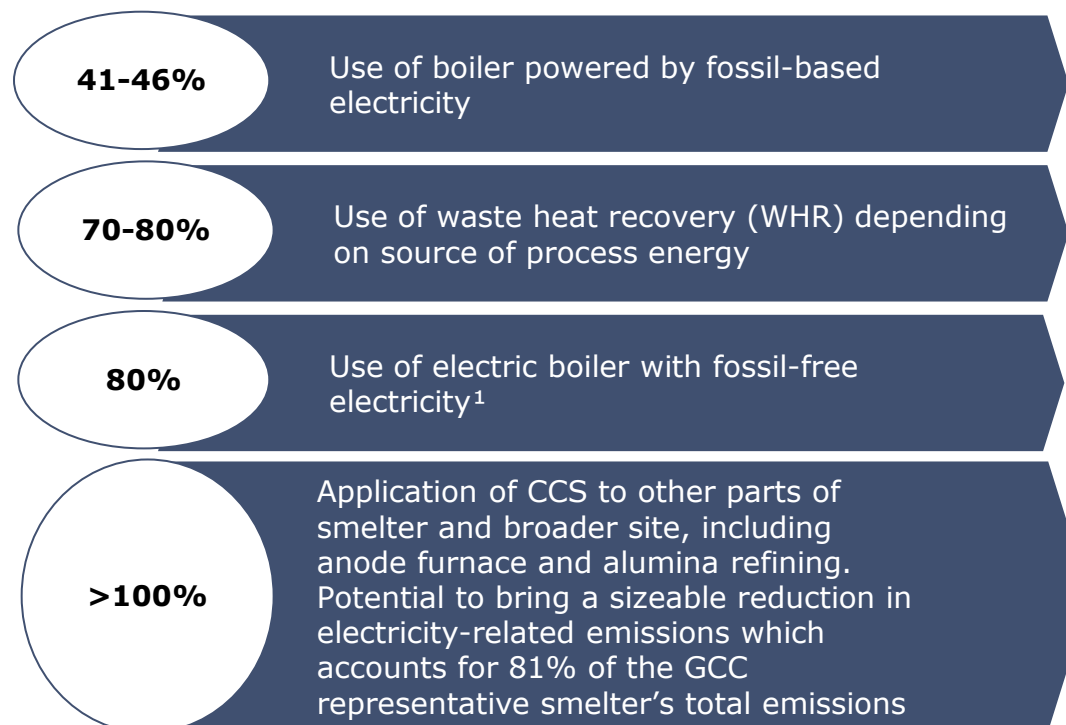 41-46%
Use of boiler powered by fossil-based
electricity
70-80%
Use of waste heat recovery (WHR) depending
on source of process energy
80%
Use of electric boiler with fossil-free
electricity¹
>100%
Application of CCS to other parts of
smelter and broader site, including
anode furnace and alumina refining.
Potential to bring a sizeable reduction in
electricity-related emissions which
accounts for 81% of the GCC
representative smelter’s total emissions